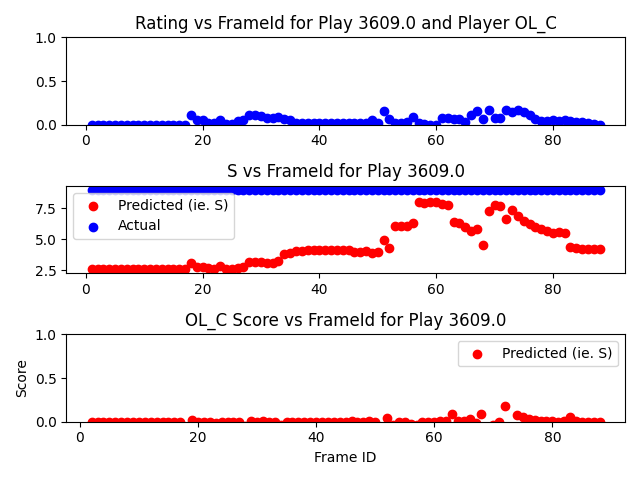 Rating vs FrameId for Play 3609.0 and Player OL_C
1.0
0.5
0.0
0 20 40 60 80
S vs FrameId for Play 3609.0
7.5
5.0
2.5
Predicted (ie. S)
Actual
0 20 40 60 80
OL_C Score vs FrameId for Play 3609.0
1.0
0.5
0.0
Score
Predicted (ie. S)
0 20 40 60 80
Frame ID